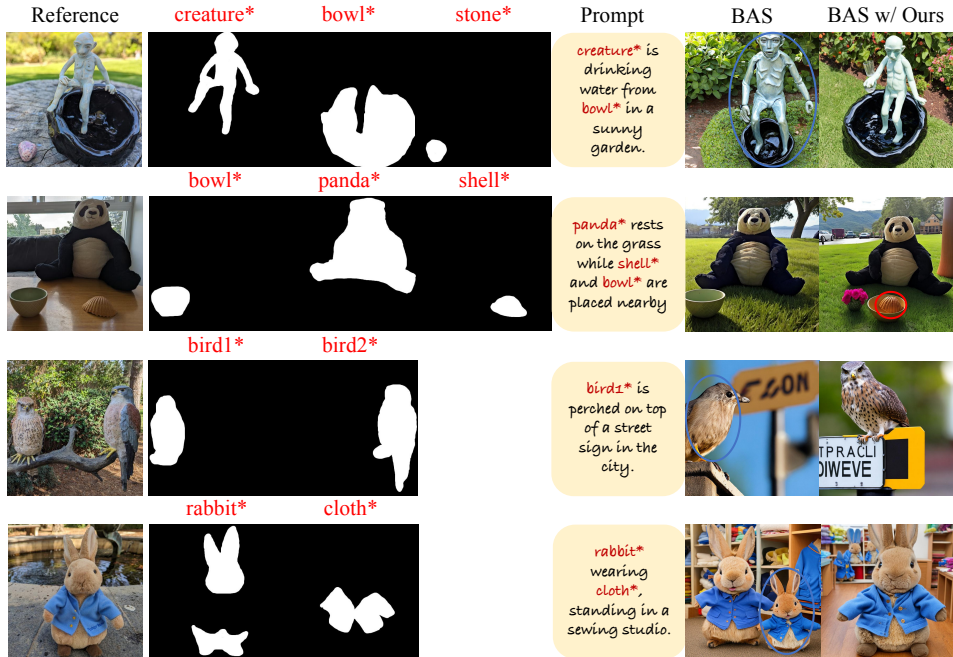 Reference creature* bowl* stone* Prompt BAS BAS w/ Ours
creature* is
drinking
water from
bowl* in a
sunny
garden.
bowl* panda* shell*
panda* rests
on the grass
while shell*
and bowl* are
placed nearby
bird1* bird2*
bird1* is
perched on top
of a street
sign in the
city.
TPRACLI
DIWEVE
rabbit* cloth*
rabbit*
wearing
cloth*,
standing in a
sewing studio.